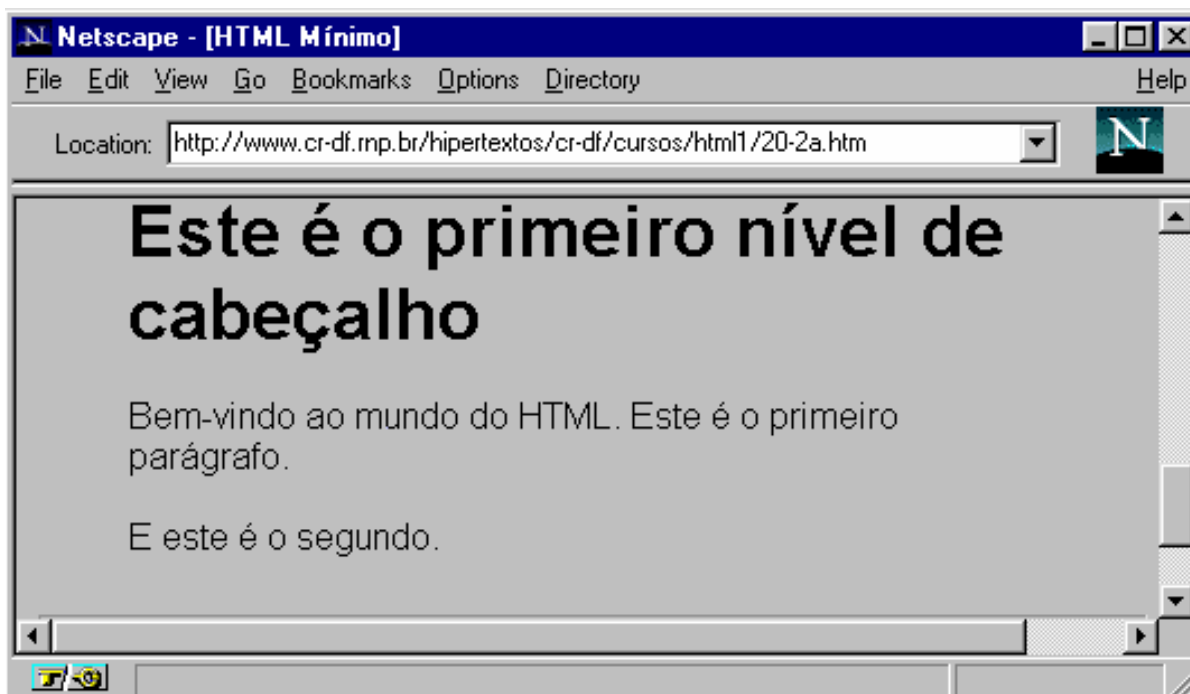 N Netscape - [HTML Mínimo]
File Edit View Go Bookmarks Options Directory Help
Location: http://www.cr-df.rnp.br/hipertextos/cr-df/cursos/html1/20-2a.htm
N
Este é o primeiro nível de
cabeçalho
Bem-vindo ao mundo do HTML. Este é o primeiro
parágrafo.
E este é o segundo.